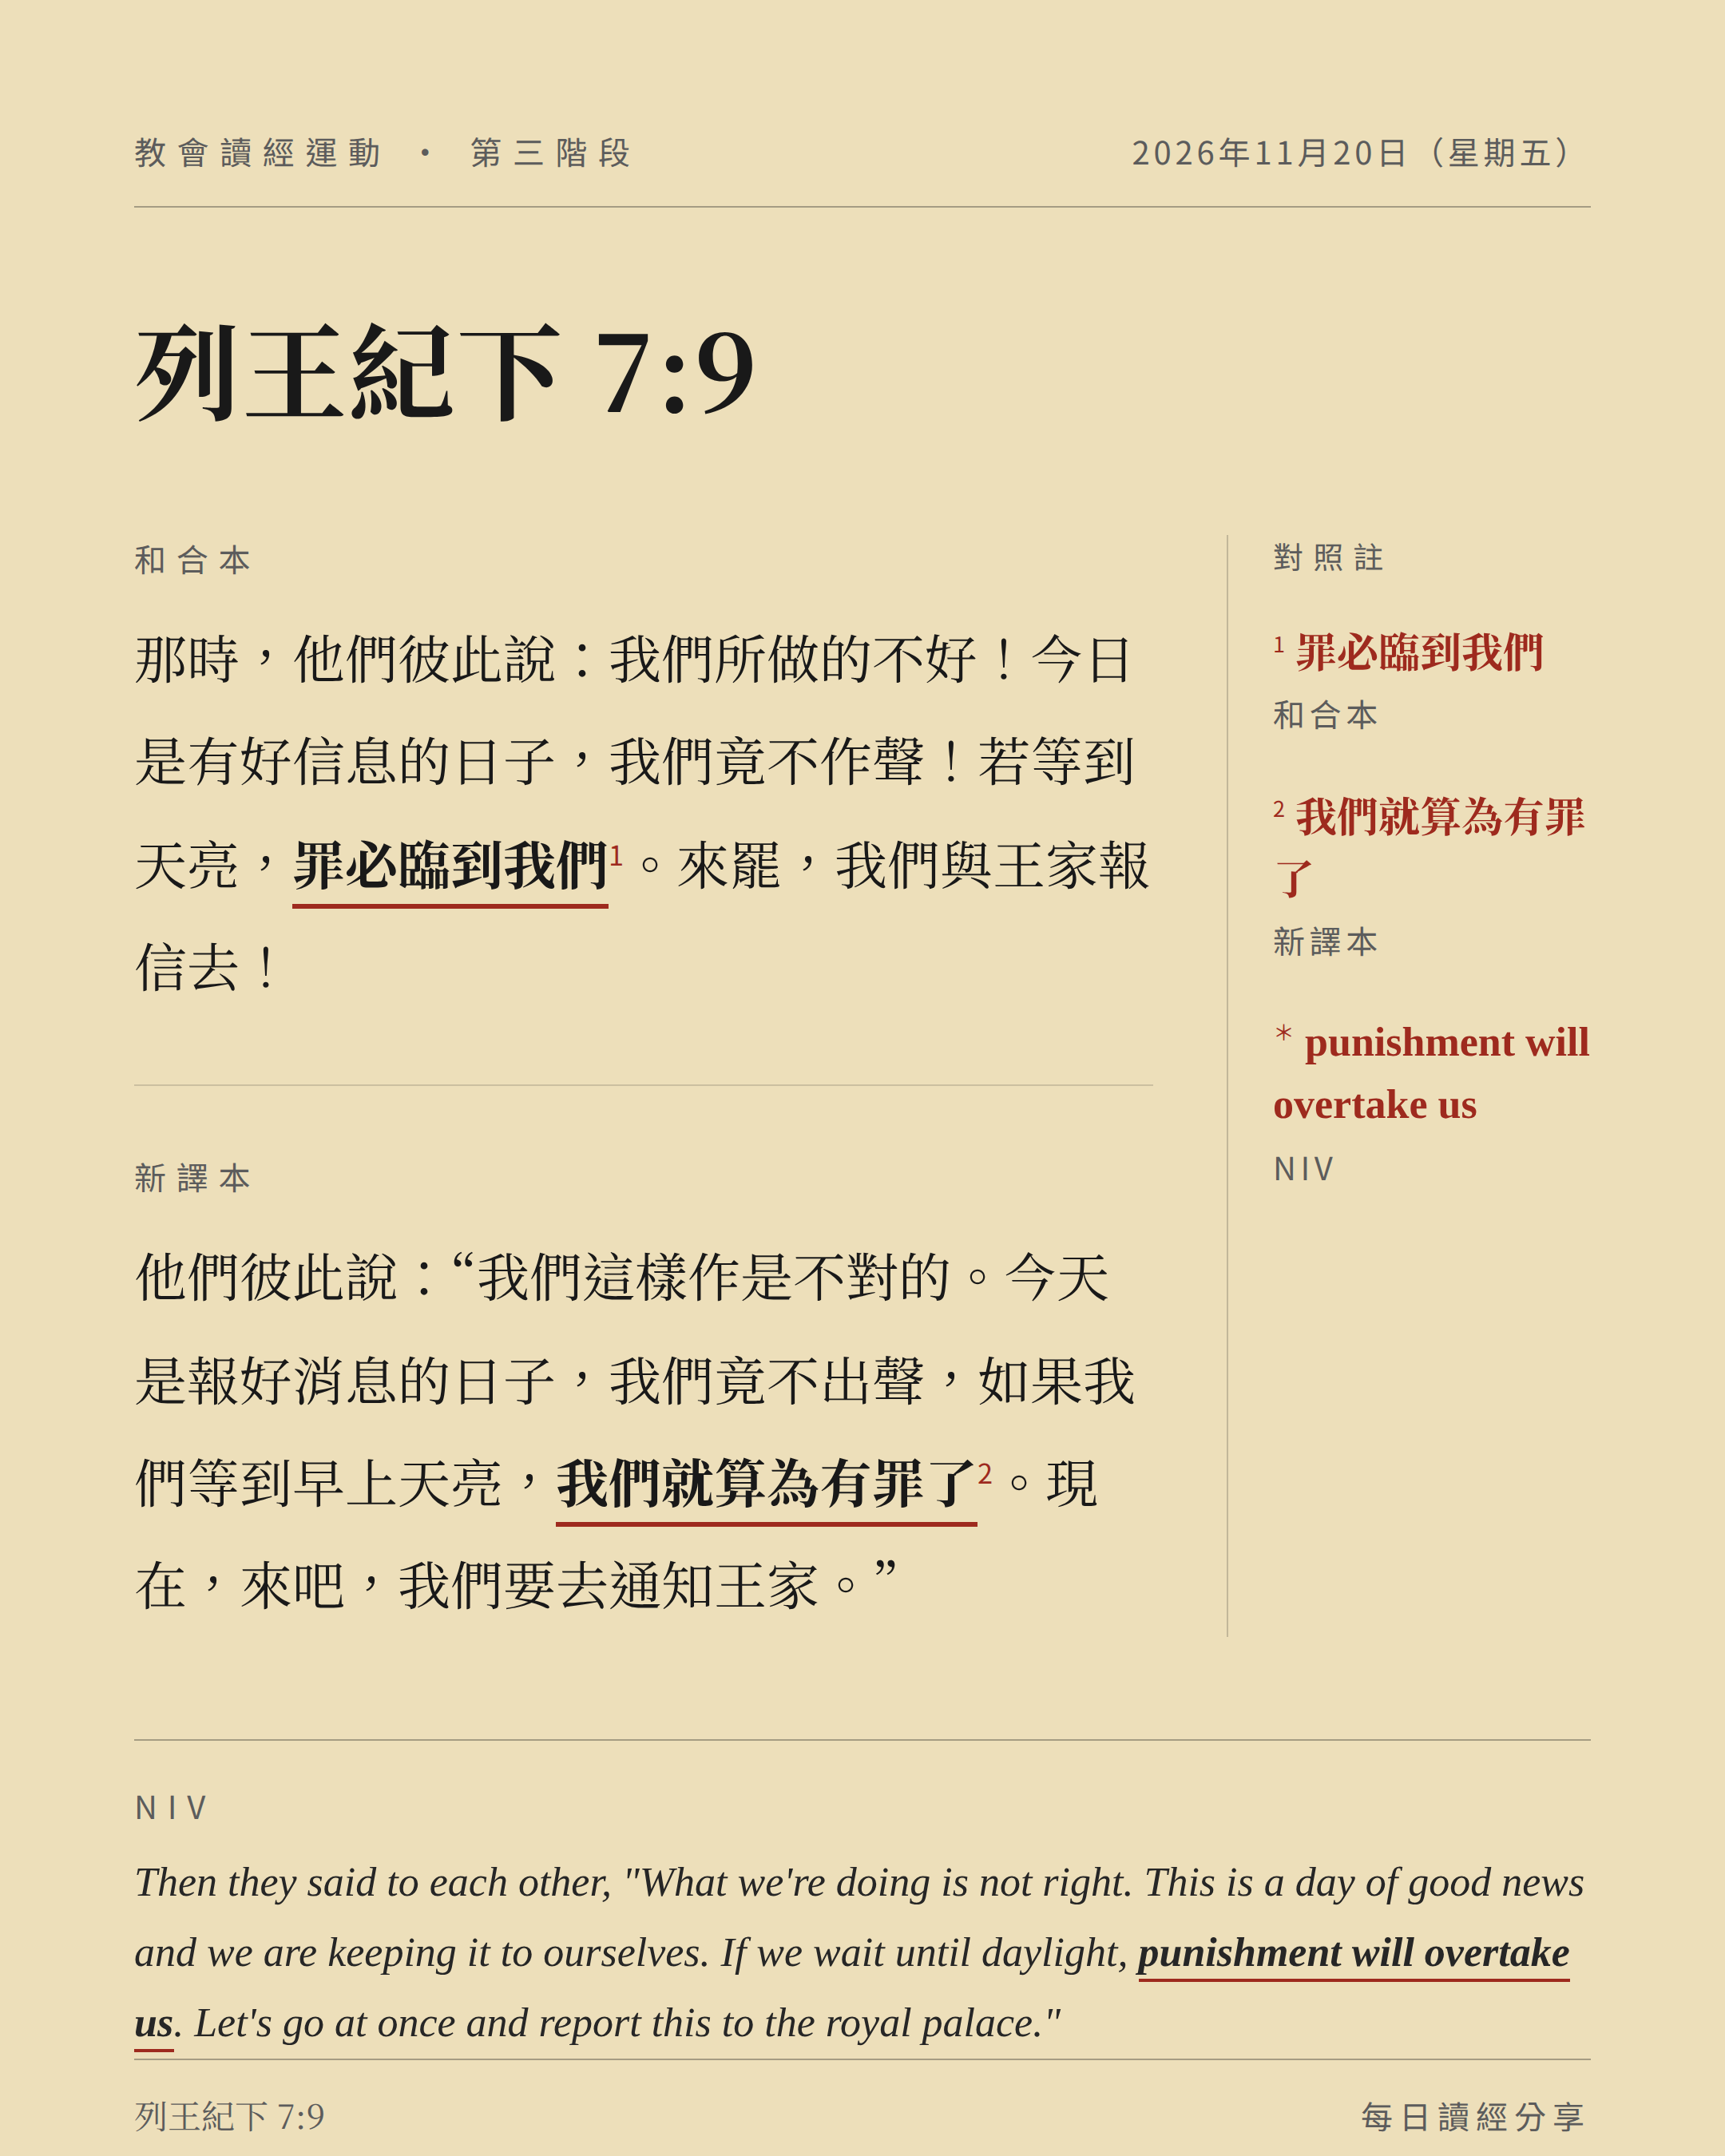 教會讀經運動 · 第三階段
2026年11月20日（星期五）
列王紀下 7:9
和合本
那時，他們彼此說：我們所做的不好！今日
是有好信息的日子，我們竟不作聲！若等到
天亮，罪必臨到我們1。來罷，我們與王家報
信去！
新譯本
他們彼此說：“我們這樣作是不對的。今天
是報好消息的日子，我們竟不出聲，如果我
們等到早上天亮，我們就算為有罪了2。現
在，來吧，我們要去通知王家。”
對照註
1 罪必臨到我們
和合本
2 我們就算為有罪
了
新譯本
* punishment will
overtake us
NIV
NIV
Then they said to each other, "What we're doing is not right. This is a day of good news
and we are keeping it to ourselves. If we wait until daylight, punishment will overtake
us. Let's go at once and report this to the royal palace."
列王紀下 7:9
每日讀經分享